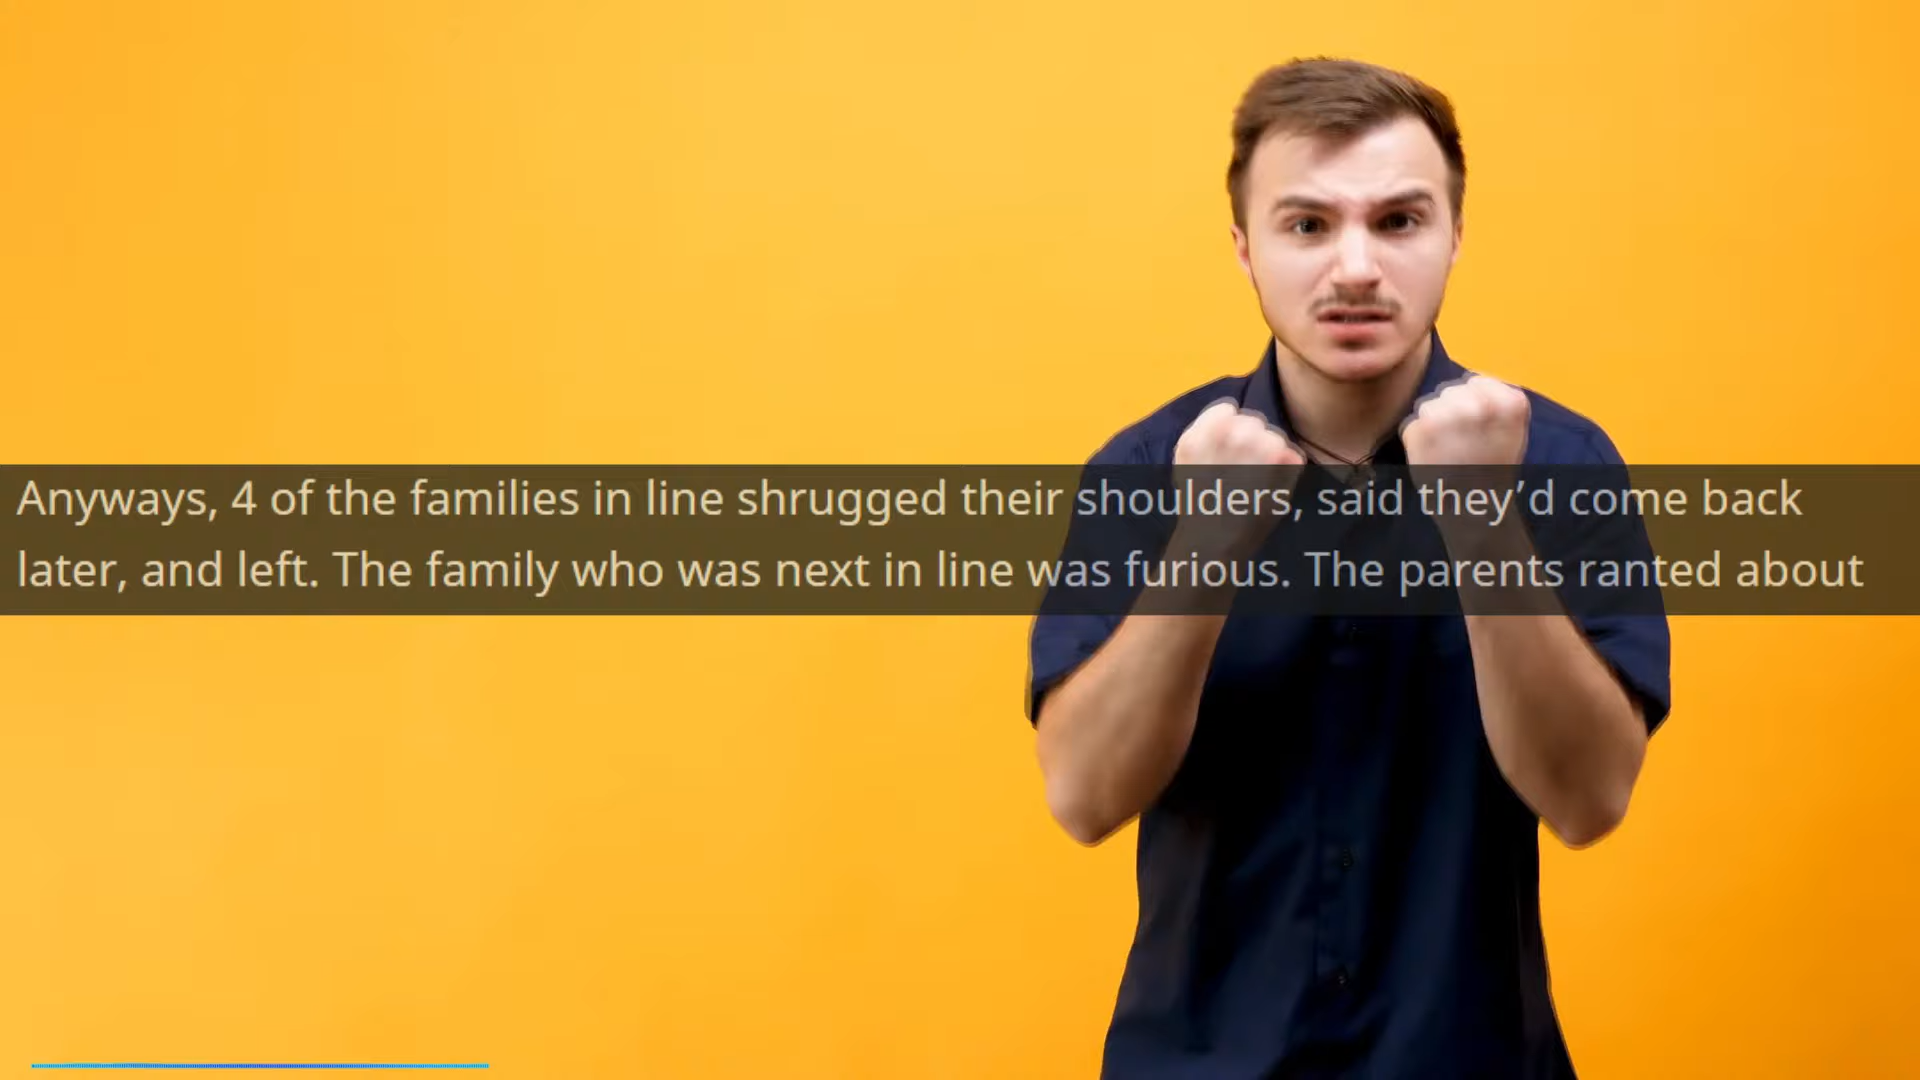 Anyways, 4 of the families in line shrugged their shoulders, said they’d come back
later, and left. The family who was next in line was furious. The parents ranted about